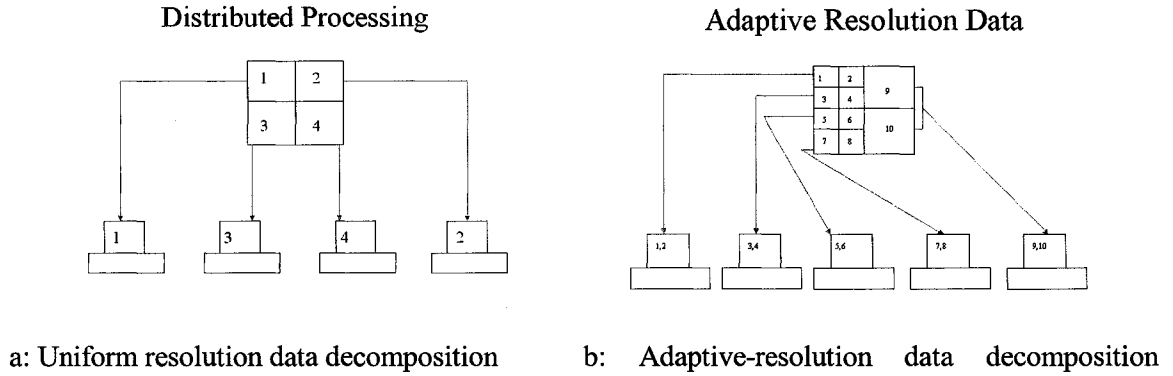 Distributed Processing
1 2
3 4
1 3 4 2
a: Uniform resolution data decomposition
Adaptive Resolution Data
1 2 9
3 4
5 6 10
7 8
1,2 3,4 5,6 7,8 9,10
b: Adaptive-resolution data decomposition